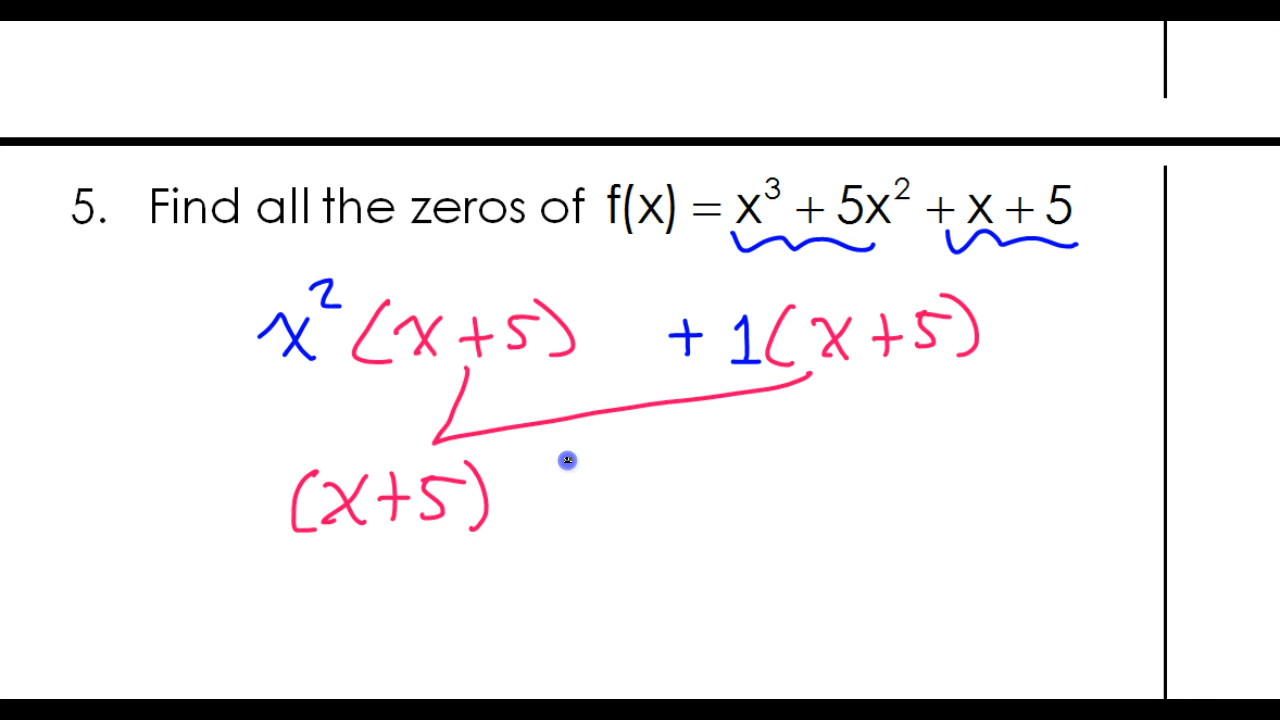 5. Find all the zeros of f(x) = x³ + 5x² + x + 5
x² (x+5) + 1(x+5)
(x+5)